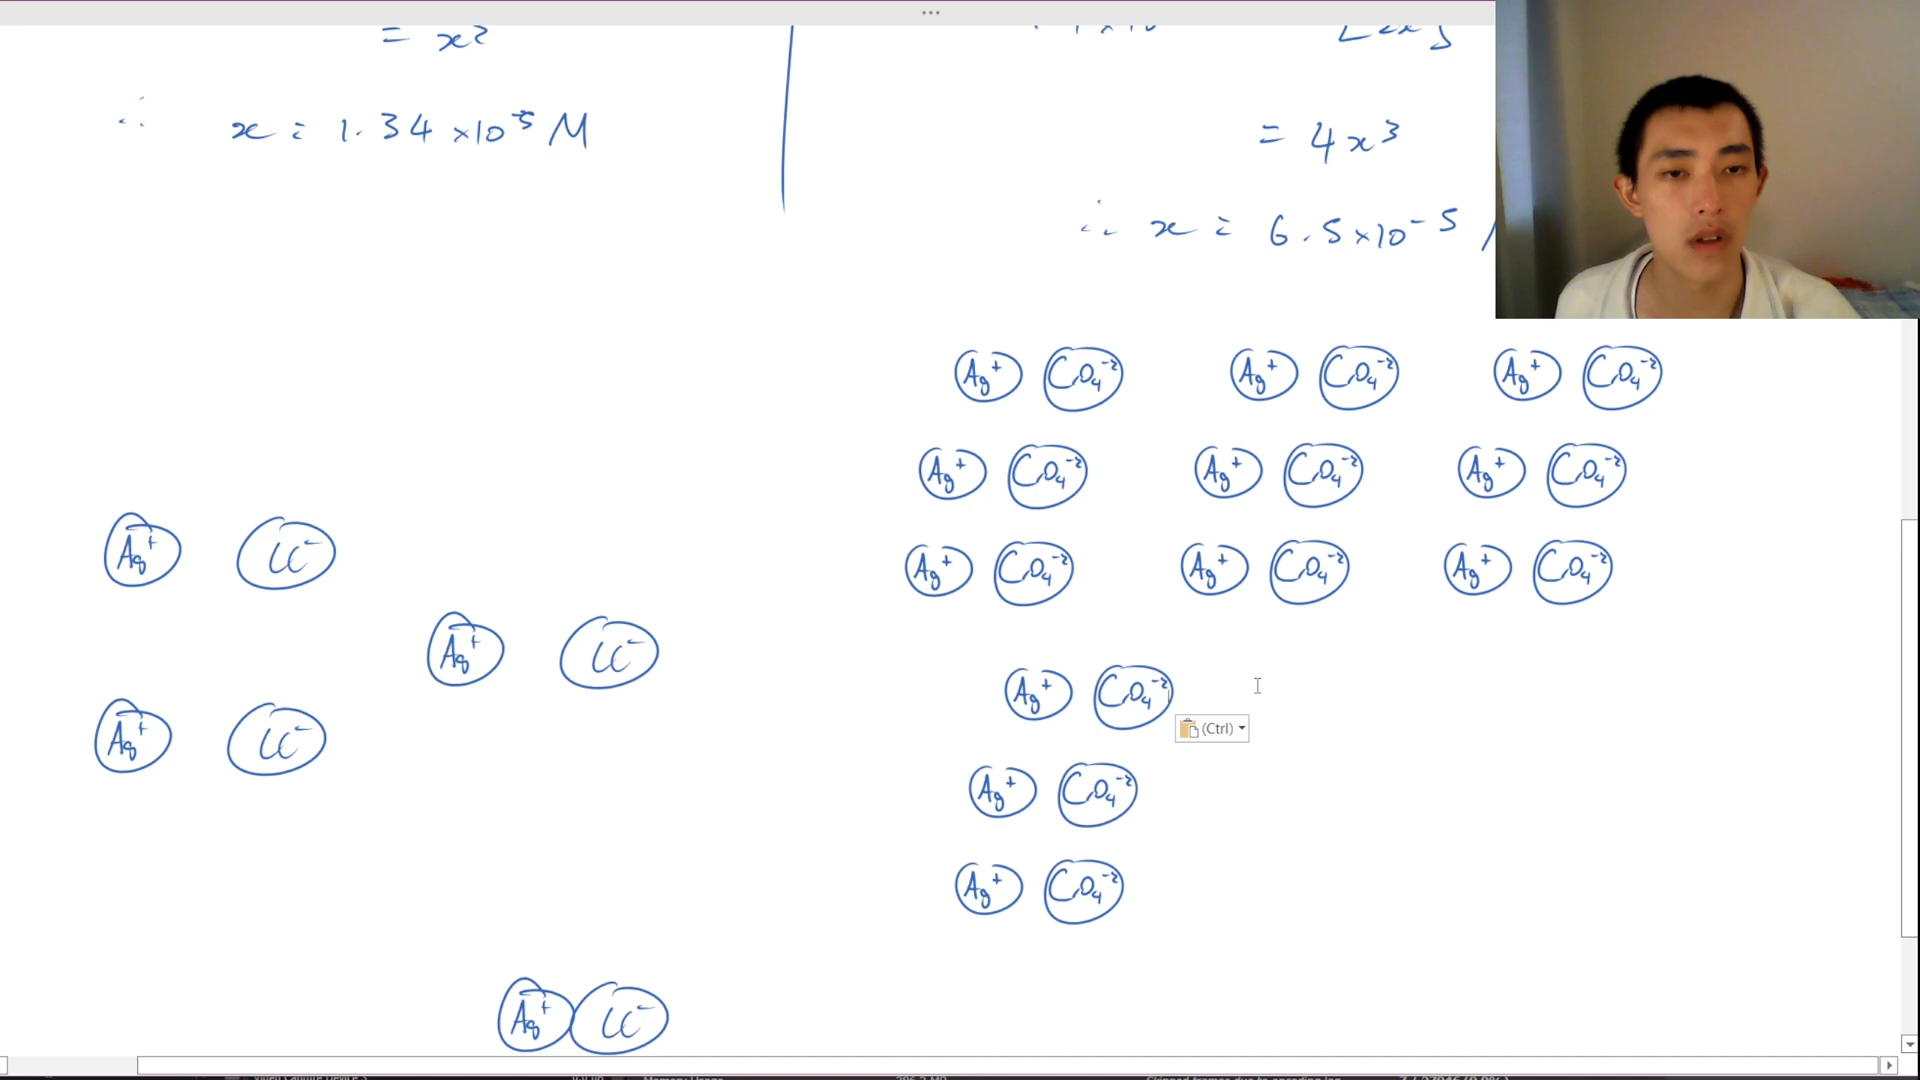 = x²
∴ x = 1.34 ×10⁻⁵ M
= 4x³
∴ x = 6.5×10⁻⁵
Ag⁺ CrO₄⁻² Ag⁺ CrO₄⁻² Ag⁺ CrO₄⁻²
Ag⁺ CrO₄⁻² Ag⁺ CrO₄⁻² Ag⁺ CrO₄⁻²
Ag⁺ CrO₄⁻² Ag⁺ CrO₄⁻² Ag⁺ CrO₄⁻²
Ag⁺ Cl⁻
Ag⁺ Cl⁻
Ag⁺ Cl⁻
Ag⁺ CrO₄⁻²
(Ctrl)
Ag⁺ CrO₄⁻²
Ag⁺ CrO₄⁻²
Ag⁺ Cl⁻